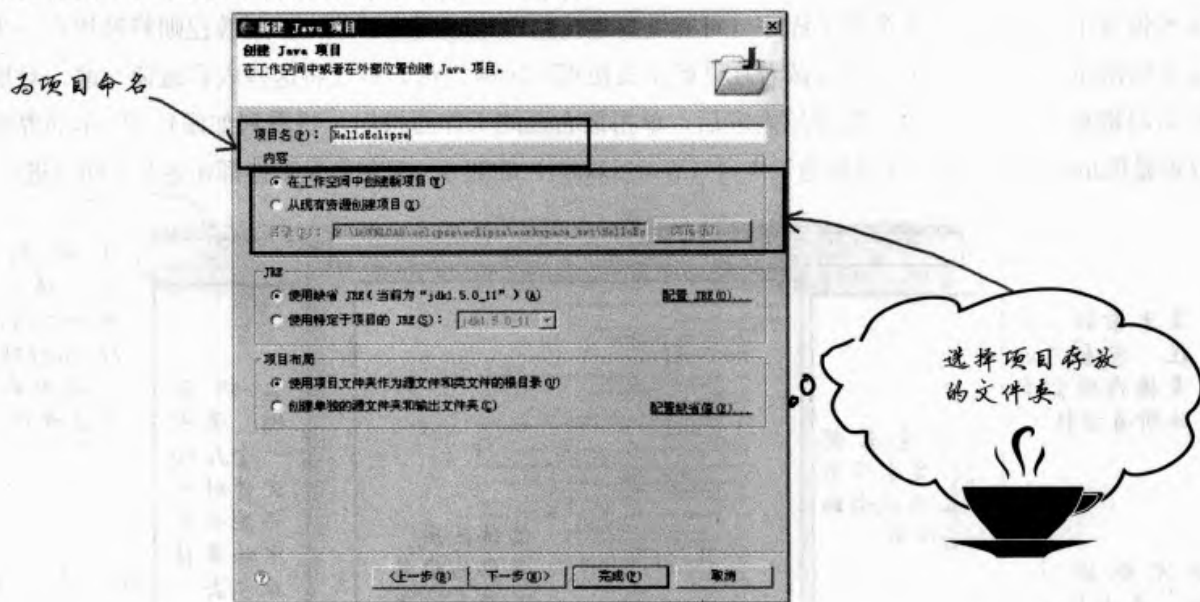 新建 Java 项目
创建 Java 项目
在工作空间中或者在外部位置创建 Java 项目。
为项目命名
项目名(P): HelloEclipse
内容
在工作空间中创建新项目(W)
从现有资源创建项目(X)
JRE
使用缺省 JRE(当前为“jdk1.5.0_11”)(A)
配置 JRE(O)...
使用特定于项目的 JRE(S): jdk1.5.0_11
项目布局
使用项目文件夹作为源文件和类文件的根目录(U)
创建单独的源文件夹和输出文件夹(C)
配置缺省值(E)...
选择项目存放
的文件夹
<上一步(B)
下一步(N)>
完成(F)
取消